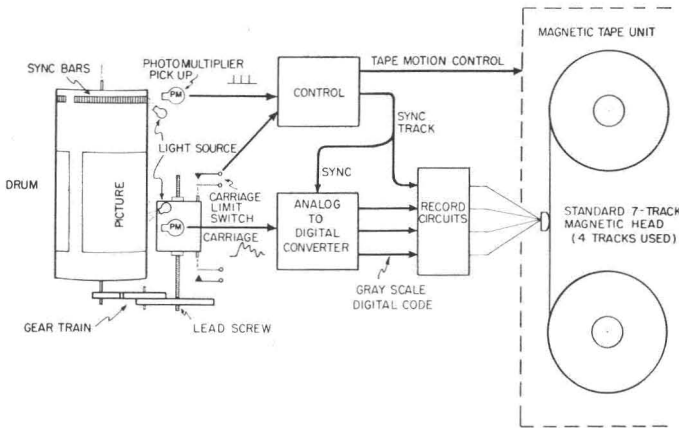 MAGNETIC TAPE UNIT
PHOTOMULTIPLIER
PICK UP
SYNC BARS
TAPE MOTION CONTROL
PM
CONTROL
SYNC
TRACK
LIGHT SOURCE
SYNC
DRUM
PICTURE
CARRIAGE
LIMIT
SWITCH
CARRIAGE
PM
ANALOG
TO
DIGITAL
CONVERTER
RECORD
CIRCUITS
STANDARD 7-TRACK
MAGNETIC HEAD
(4 TRACKS USED)
GRAY SCALE
DIGITAL CODE
GEAR TRAIN
LEAD SCREW